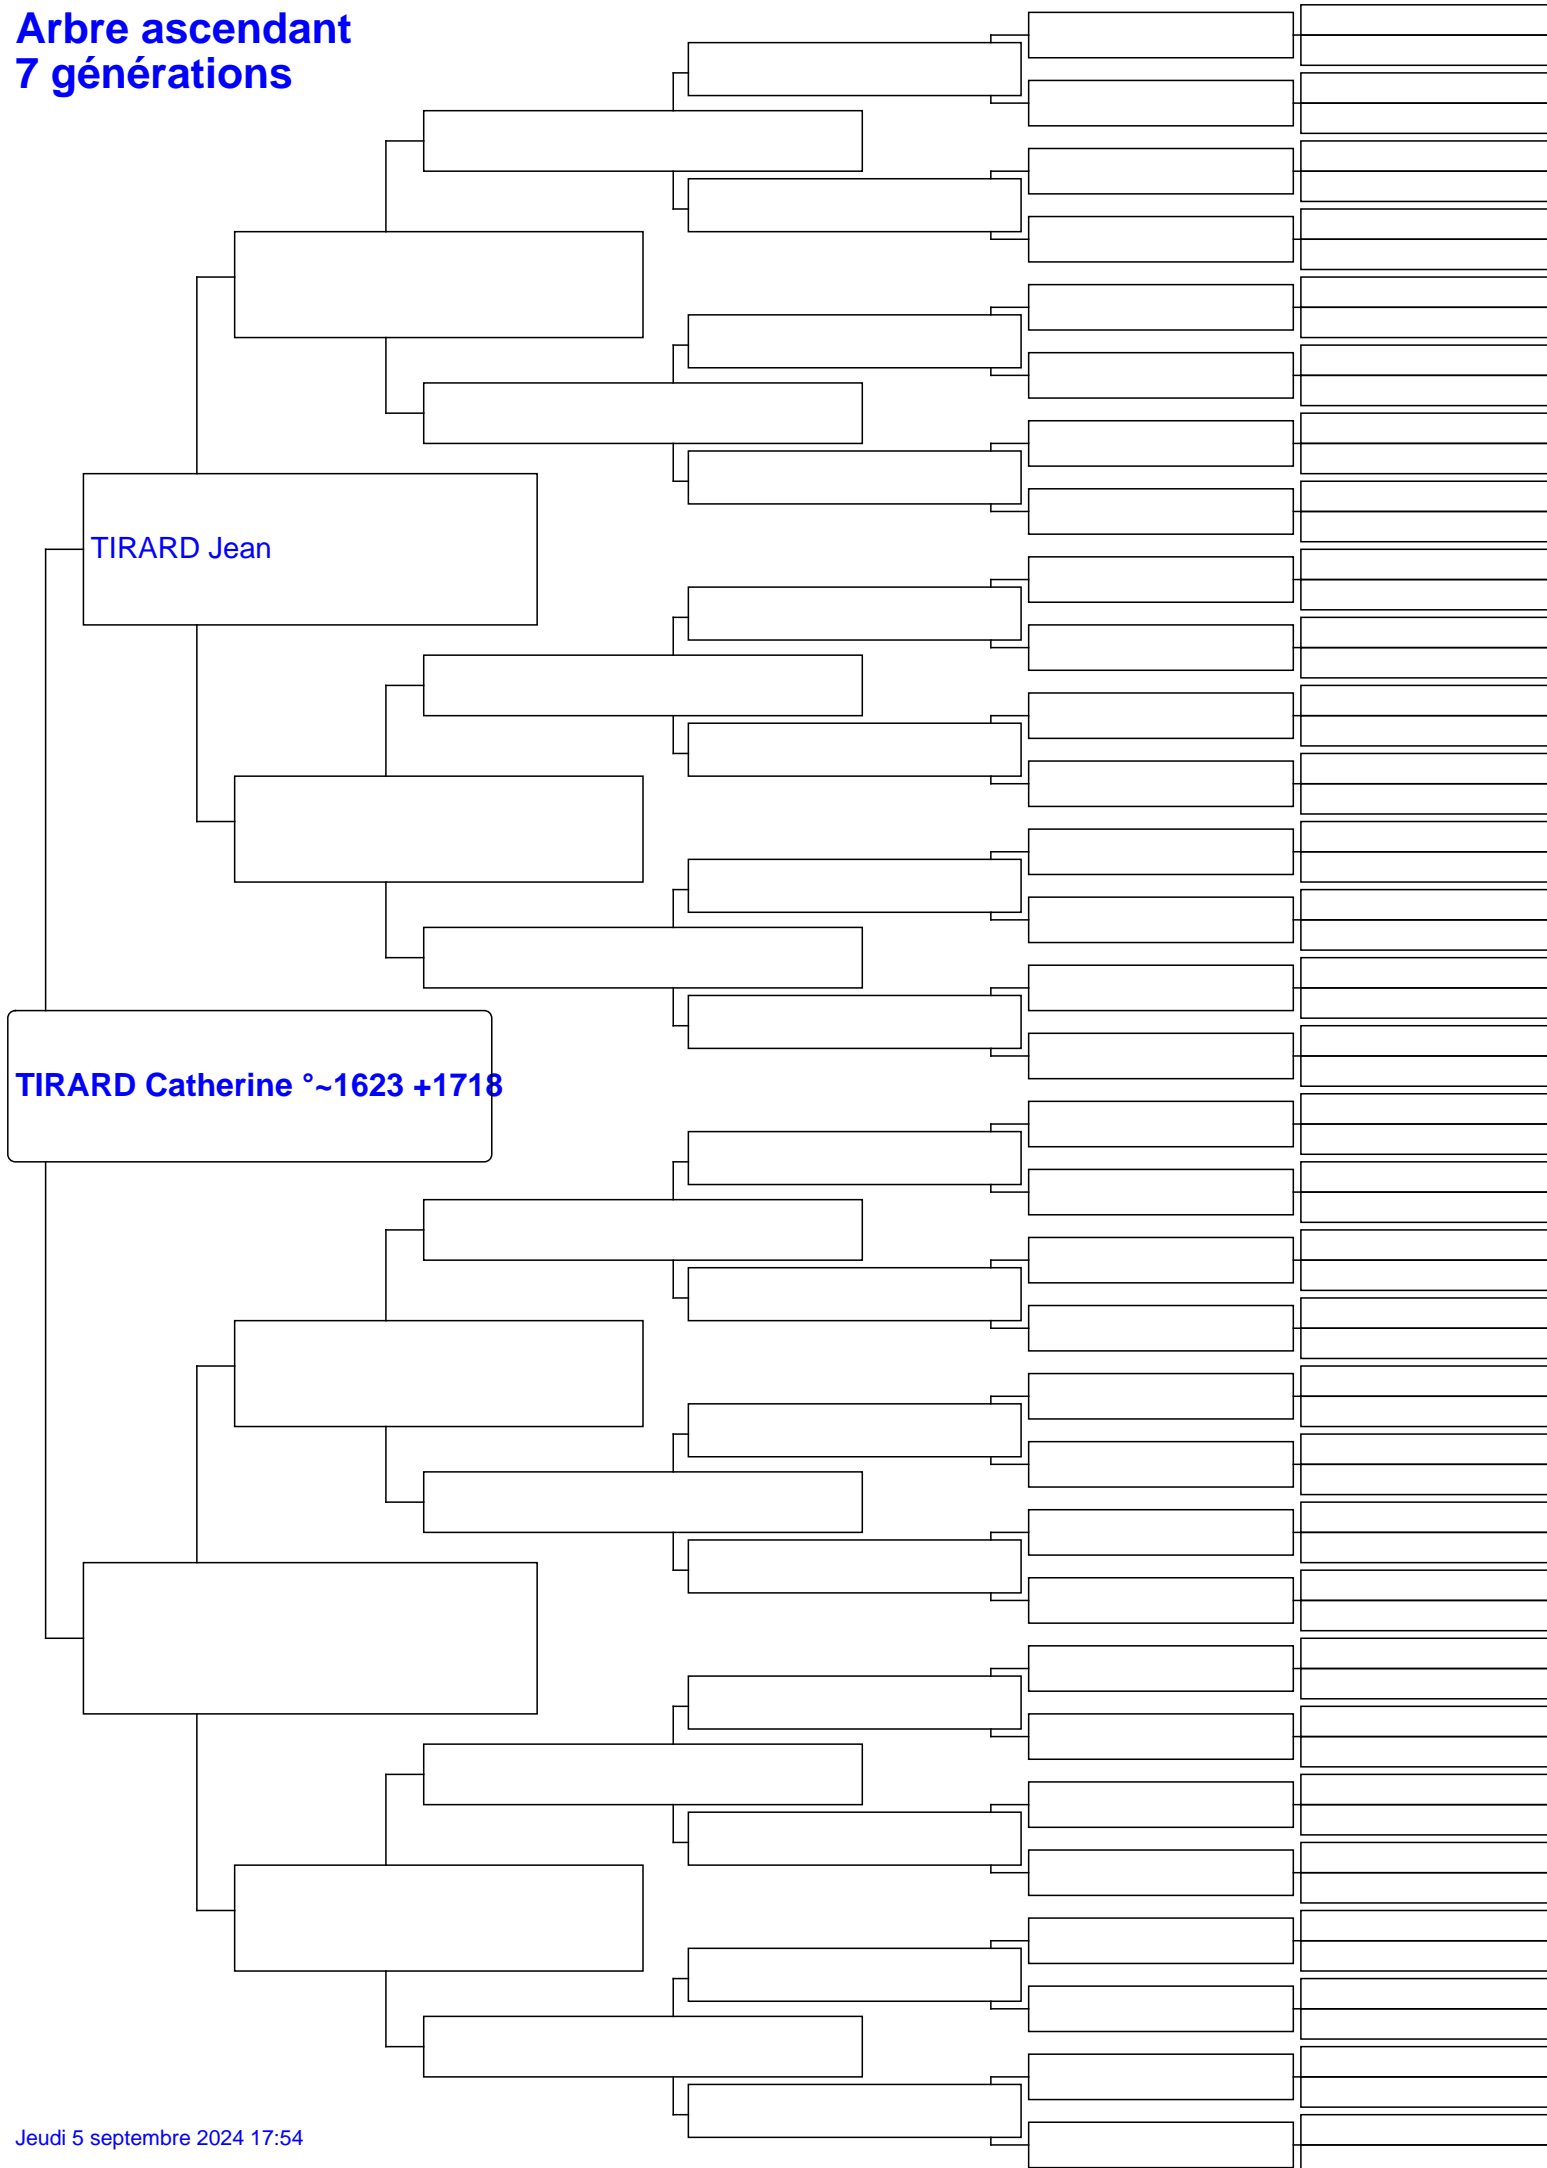 Arbre ascendant
7 générations
TIRARD Jean
TIRARD Catherine °~1623 +1718
Jeudi 5 septembre 2024 17:54